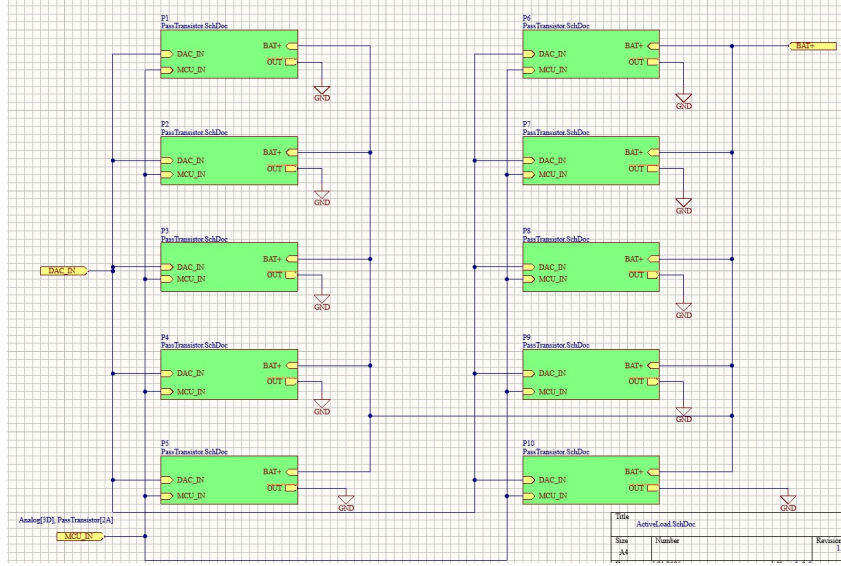 P1
PassTransistor.SchDoc
DAC_IN
MCU_IN
BAT+
OUT
GND
P6
PassTransistor.SchDoc
DAC_IN
MCU_IN
BAT+
OUT
GND
BAT+
P2
PassTransistor.SchDoc
DAC_IN
MCU_IN
BAT+
OUT
GND
P7
PassTransistor.SchDoc
DAC_IN
MCU_IN
BAT+
OUT
GND
DAC_IN
P3
PassTransistor.SchDoc
DAC_IN
MCU_IN
BAT+
OUT
GND
P8
PassTransistor.SchDoc
DAC_IN
MCU_IN
BAT+
OUT
GND
P4
PassTransistor.SchDoc
DAC_IN
MCU_IN
BAT+
OUT
GND
P9
PassTransistor.SchDoc
DAC_IN
MCU_IN
BAT+
OUT
GND
P5
PassTransistor.SchDoc
DAC_IN
MCU_IN
BAT+
OUT
GND
P10
PassTransistor.SchDoc
DAC_IN
MCU_IN
BAT+
OUT
GND
Analog[3D], PassTransistor[2A]
MCU_IN
Title
ActiveLoad.SchDoc
Size
Number
Revision
A4